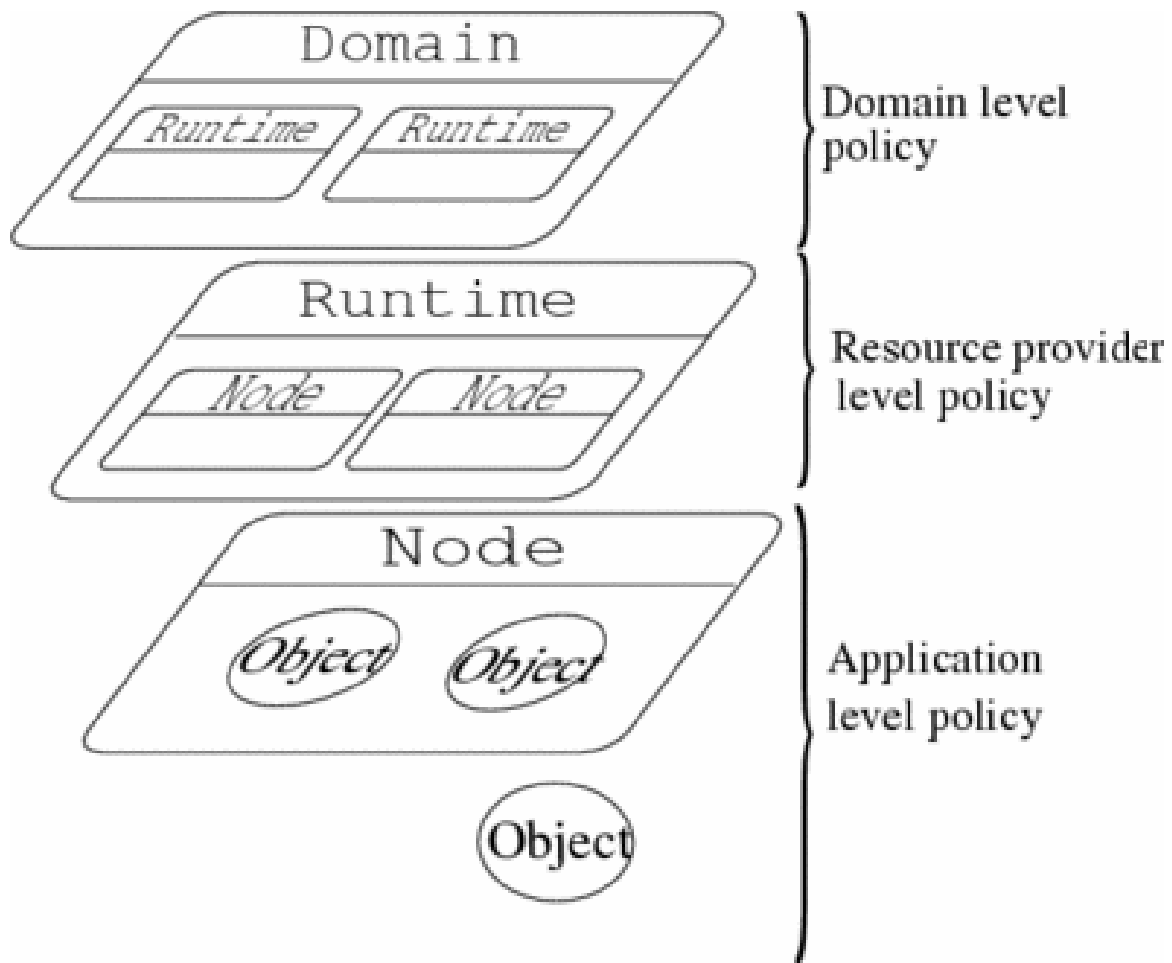 Domain
Runtime Runtime
Domain level
policy
Runtime
Node Node
Resource provider
level policy
Node
Object Object
Application
level policy
Object